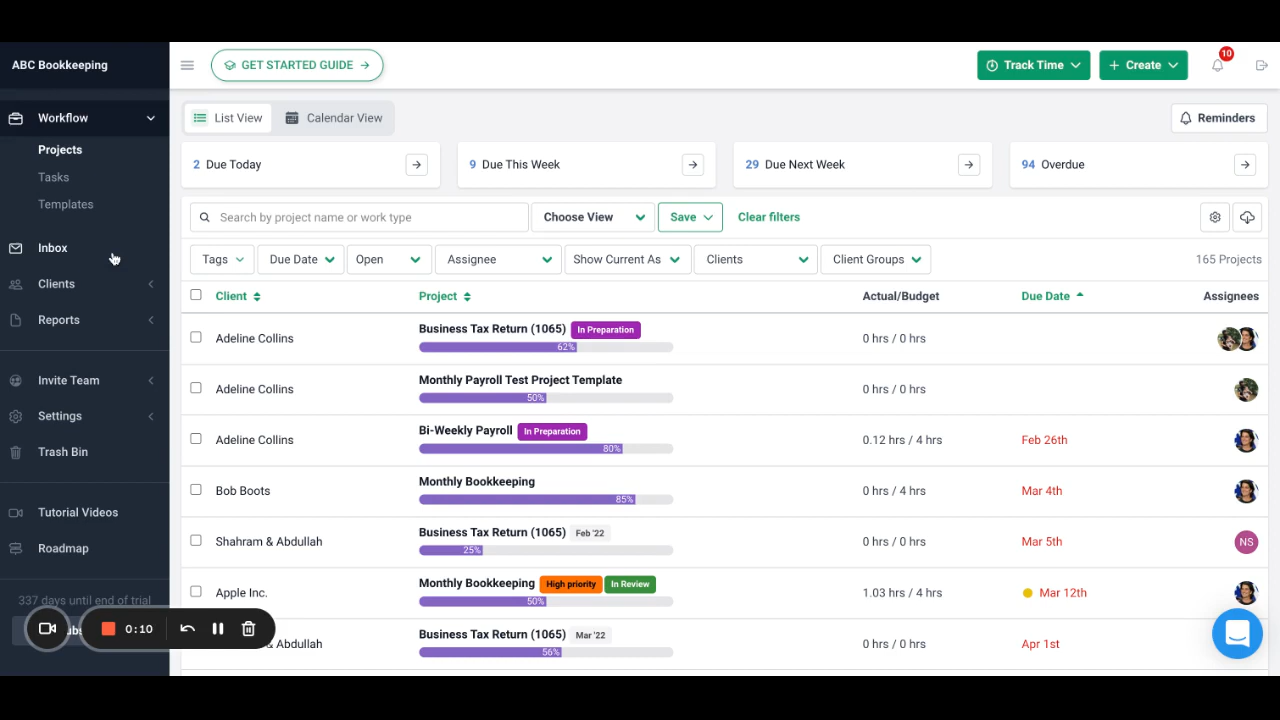 ABC Bookkeeping
GET STARTED GUIDE
Track Time
Create
10
Workflow
Projects
Tasks
Templates
Inbox
Clients
Reports
Invite Team
Settings
Trash Bin
Tutorial Videos
Roadmap
337 days until end of trial
0:10
List View
Calendar View
Reminders
2 Due Today
9 Due This Week
29 Due Next Week
94 Overdue
Search by project name or work type
Choose View
Save
Clear filters
Tags
Due Date
Open
Assignee
Show Current As
Clients
Client Groups
165 Projects
Client Project Actual/Budget Due Date Assignees
Adeline Collins Business Tax Return (1065) In Preparation 0 hrs / 0 hrs
62%
Adeline Collins Monthly Payroll Test Project Template 0 hrs / 0 hrs
50%
Adeline Collins Bi-Weekly Payroll In Preparation 0.12 hrs / 4 hrs Feb 26th
80%
Bob Boots Monthly Bookkeeping 0 hrs / 4 hrs Mar 4th
85%
Shahram & Abdullah Business Tax Return (1065) Feb '22 0 hrs / 0 hrs Mar 5th NS
25%
Apple Inc. Monthly Bookkeeping High priority In Review 1.03 hrs / 4 hrs Mar 12th
50%
& Abdullah Business Tax Return (1065) Mar '22 0 hrs / 0 hrs Apr 1st
56%